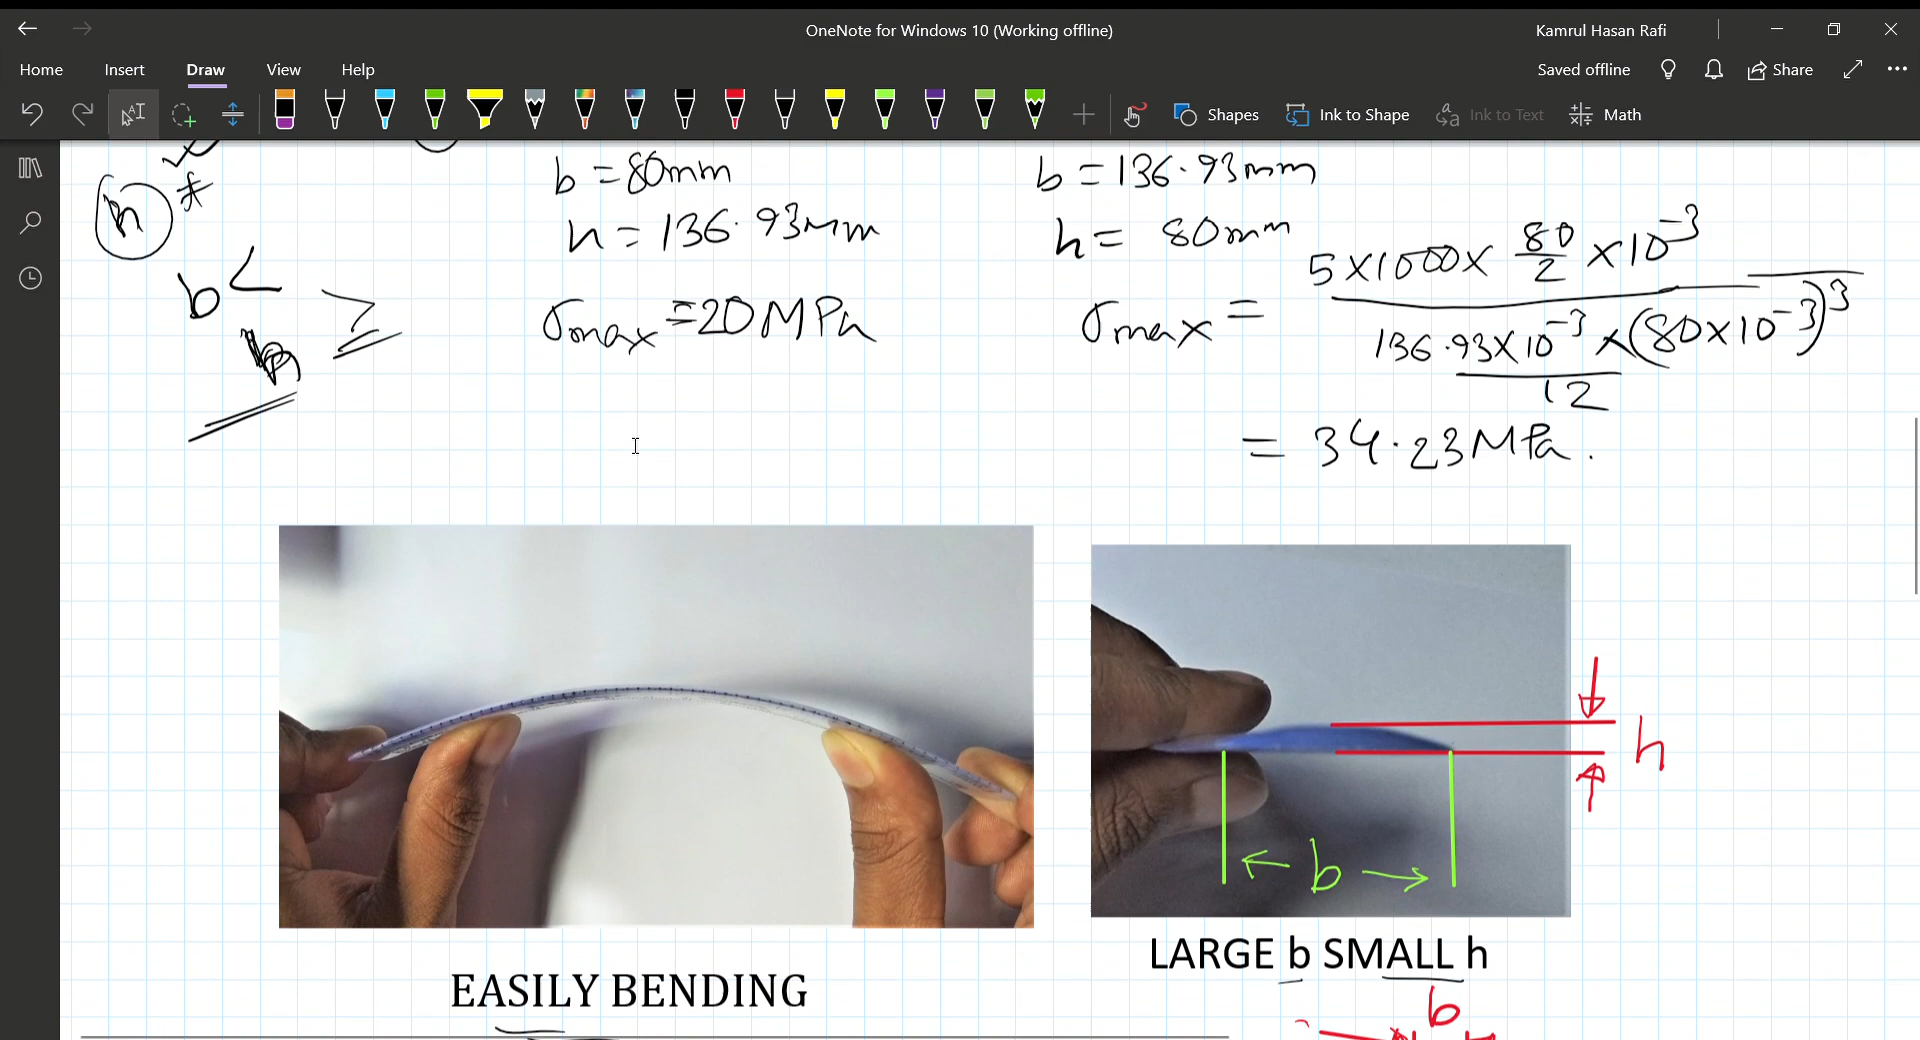 OneNote for Windows 10 (Working offline)
Kamrul Hasan Rafi
Home Insert Draw View Help
Saved offline
Share
Shapes
Ink to Shape
Ink to Text
Math
h *
b <
h
≥
b = 80mm
h = 136.93mm
σmax = 20 MPa
b = 136.93mm
h = 80mm
σmax = 5×1000× 80/2 ×10⁻³
136.93×10⁻³ × (80×10⁻³)³
12
= 34.23 MPa.
h
← b →
EASILY BENDING
LARGE b SMALL h
b